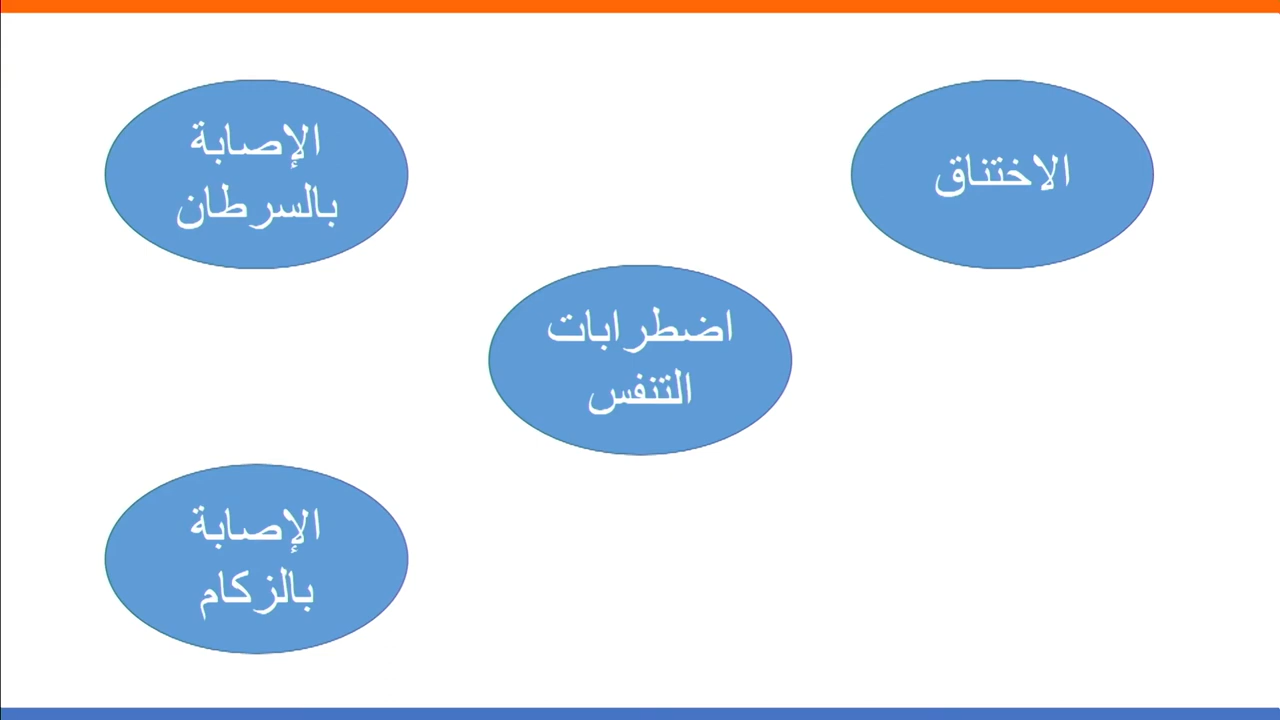 الاختناق
الإصابة
بالسرطان
اضطرابات
التنفس
الإصابة
بالزكام